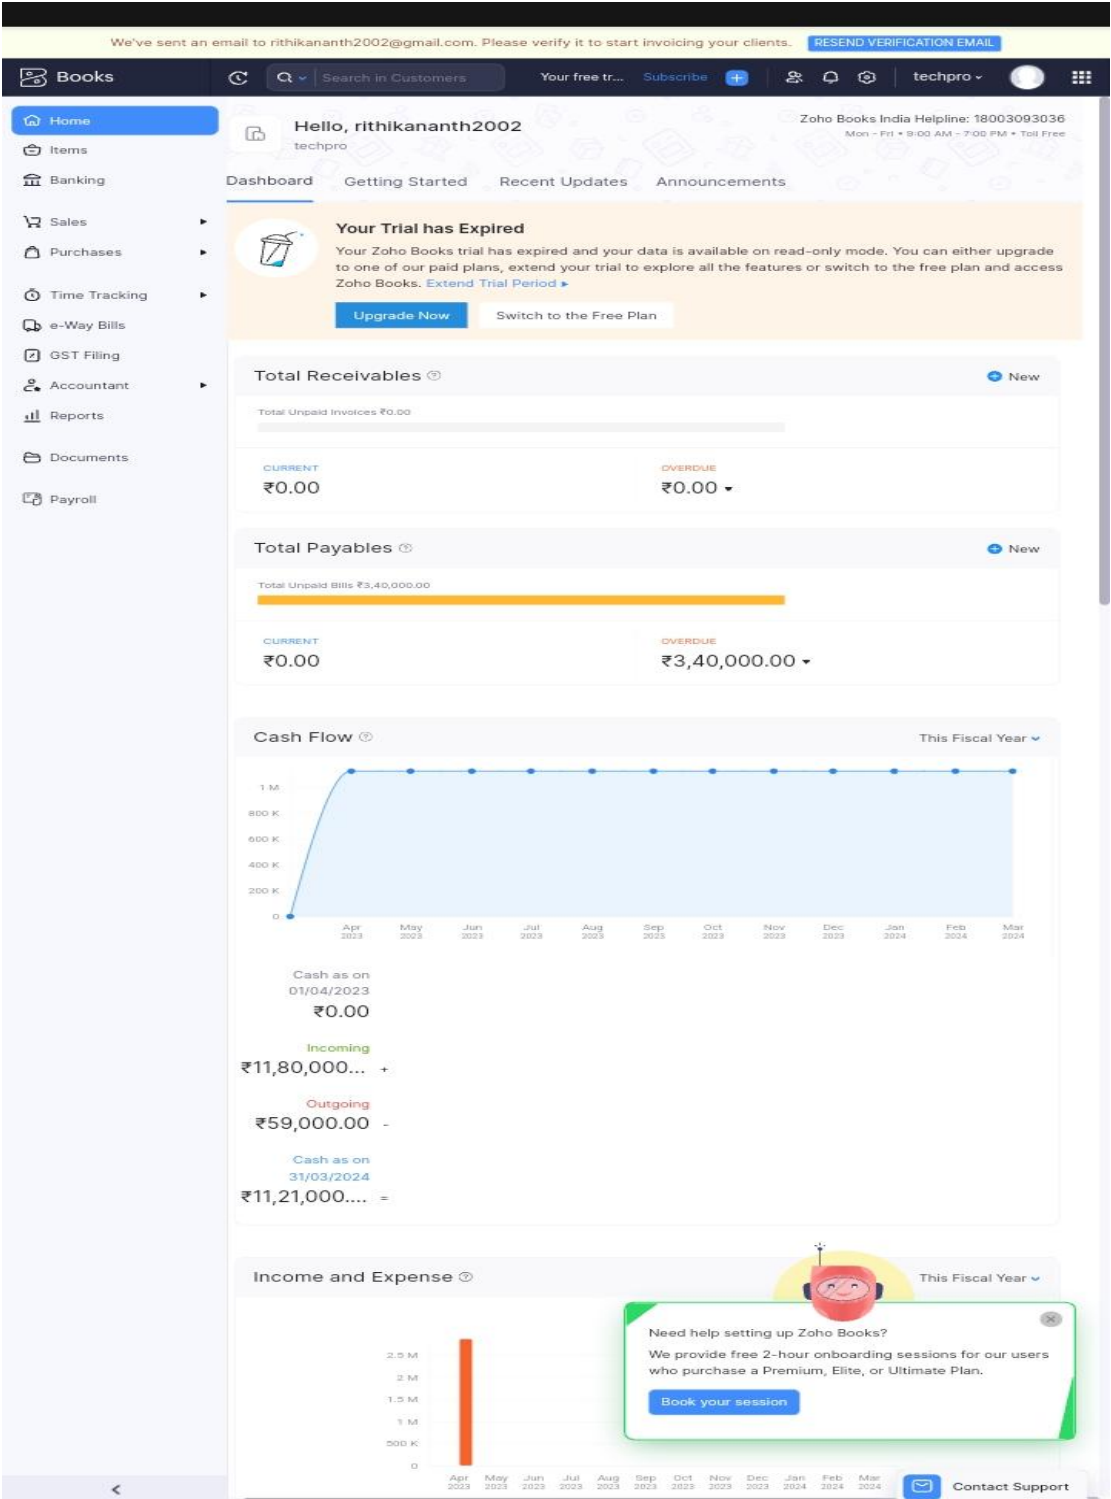 We've sent an email to rithikananth2002@gmail.com. Please verify it to start invoicing your clients. RESEND VERIFICATION EMAIL
Books
Search in Customers
Your free tr... Subscribe
techpro
Home
Items
Banking
Sales
Purchases
Time Tracking
e-Way Bills
GST Filing
Accountant
Reports
Documents
Payroll
Hello, rithikananth2002
techpro
Zoho Books India Helpline: 18003093036
Mon - Fri • 9:00 AM - 7:00 PM • Toll Free
Dashboard Getting Started Recent Updates Announcements
Your Trial has Expired
Your Zoho Books trial has expired and your data is available on read-only mode. You can either upgrade
to one of our paid plans, extend your trial to explore all the features or switch to the free plan and access
Zoho Books. Extend Trial Period ▸
Upgrade Now Switch to the Free Plan
Total Receivables New
Total Unpaid Invoices ₹0.00
CURRENT OVERDUE
₹0.00 ₹0.00
Total Payables New
Total Unpaid Bills ₹3,40,000.00
CURRENT OVERDUE
₹0.00 ₹3,40,000.00
Cash Flow This Fiscal Year
1 M
800 K
600 K
400 K
200 K
0
Apr May Jun Jul Aug Sep Oct Nov Dec Jan Feb Mar
2023 2023 2023 2023 2023 2023 2023 2023 2023 2024 2024 2024
Cash as on
01/04/2023
₹0.00
Incoming
₹11,80,000... +
Outgoing
₹59,000.00 -
Cash as on
31/03/2024
₹11,21,000.... =
Income and Expense This Fiscal Year
2.5 M
2 M
1.5 M
1 M
500 K
0
Apr May Jun Jul Aug Sep Oct Nov Dec Jan Feb Mar
2023 2023 2023 2023 2023 2023 2023 2023 2023 2024 2024 2024
Need help setting up Zoho Books?
We provide free 2-hour onboarding sessions for our users
who purchase a Premium, Elite, or Ultimate Plan.
Book your session
Contact Support